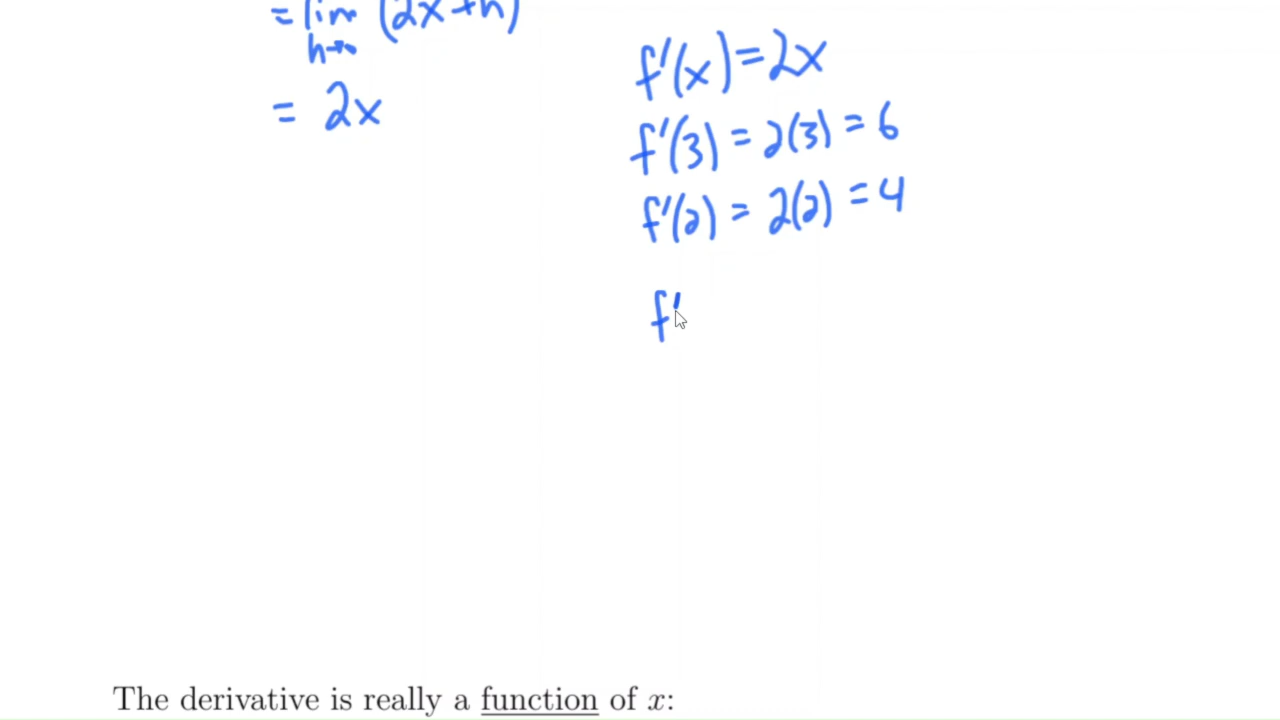 = lim (2x+h)
h→0
= 2x
f'(x) = 2x
f'(3) = 2(3) = 6
f'(2) = 2(2) = 4
f'
The derivative is really a function of x: